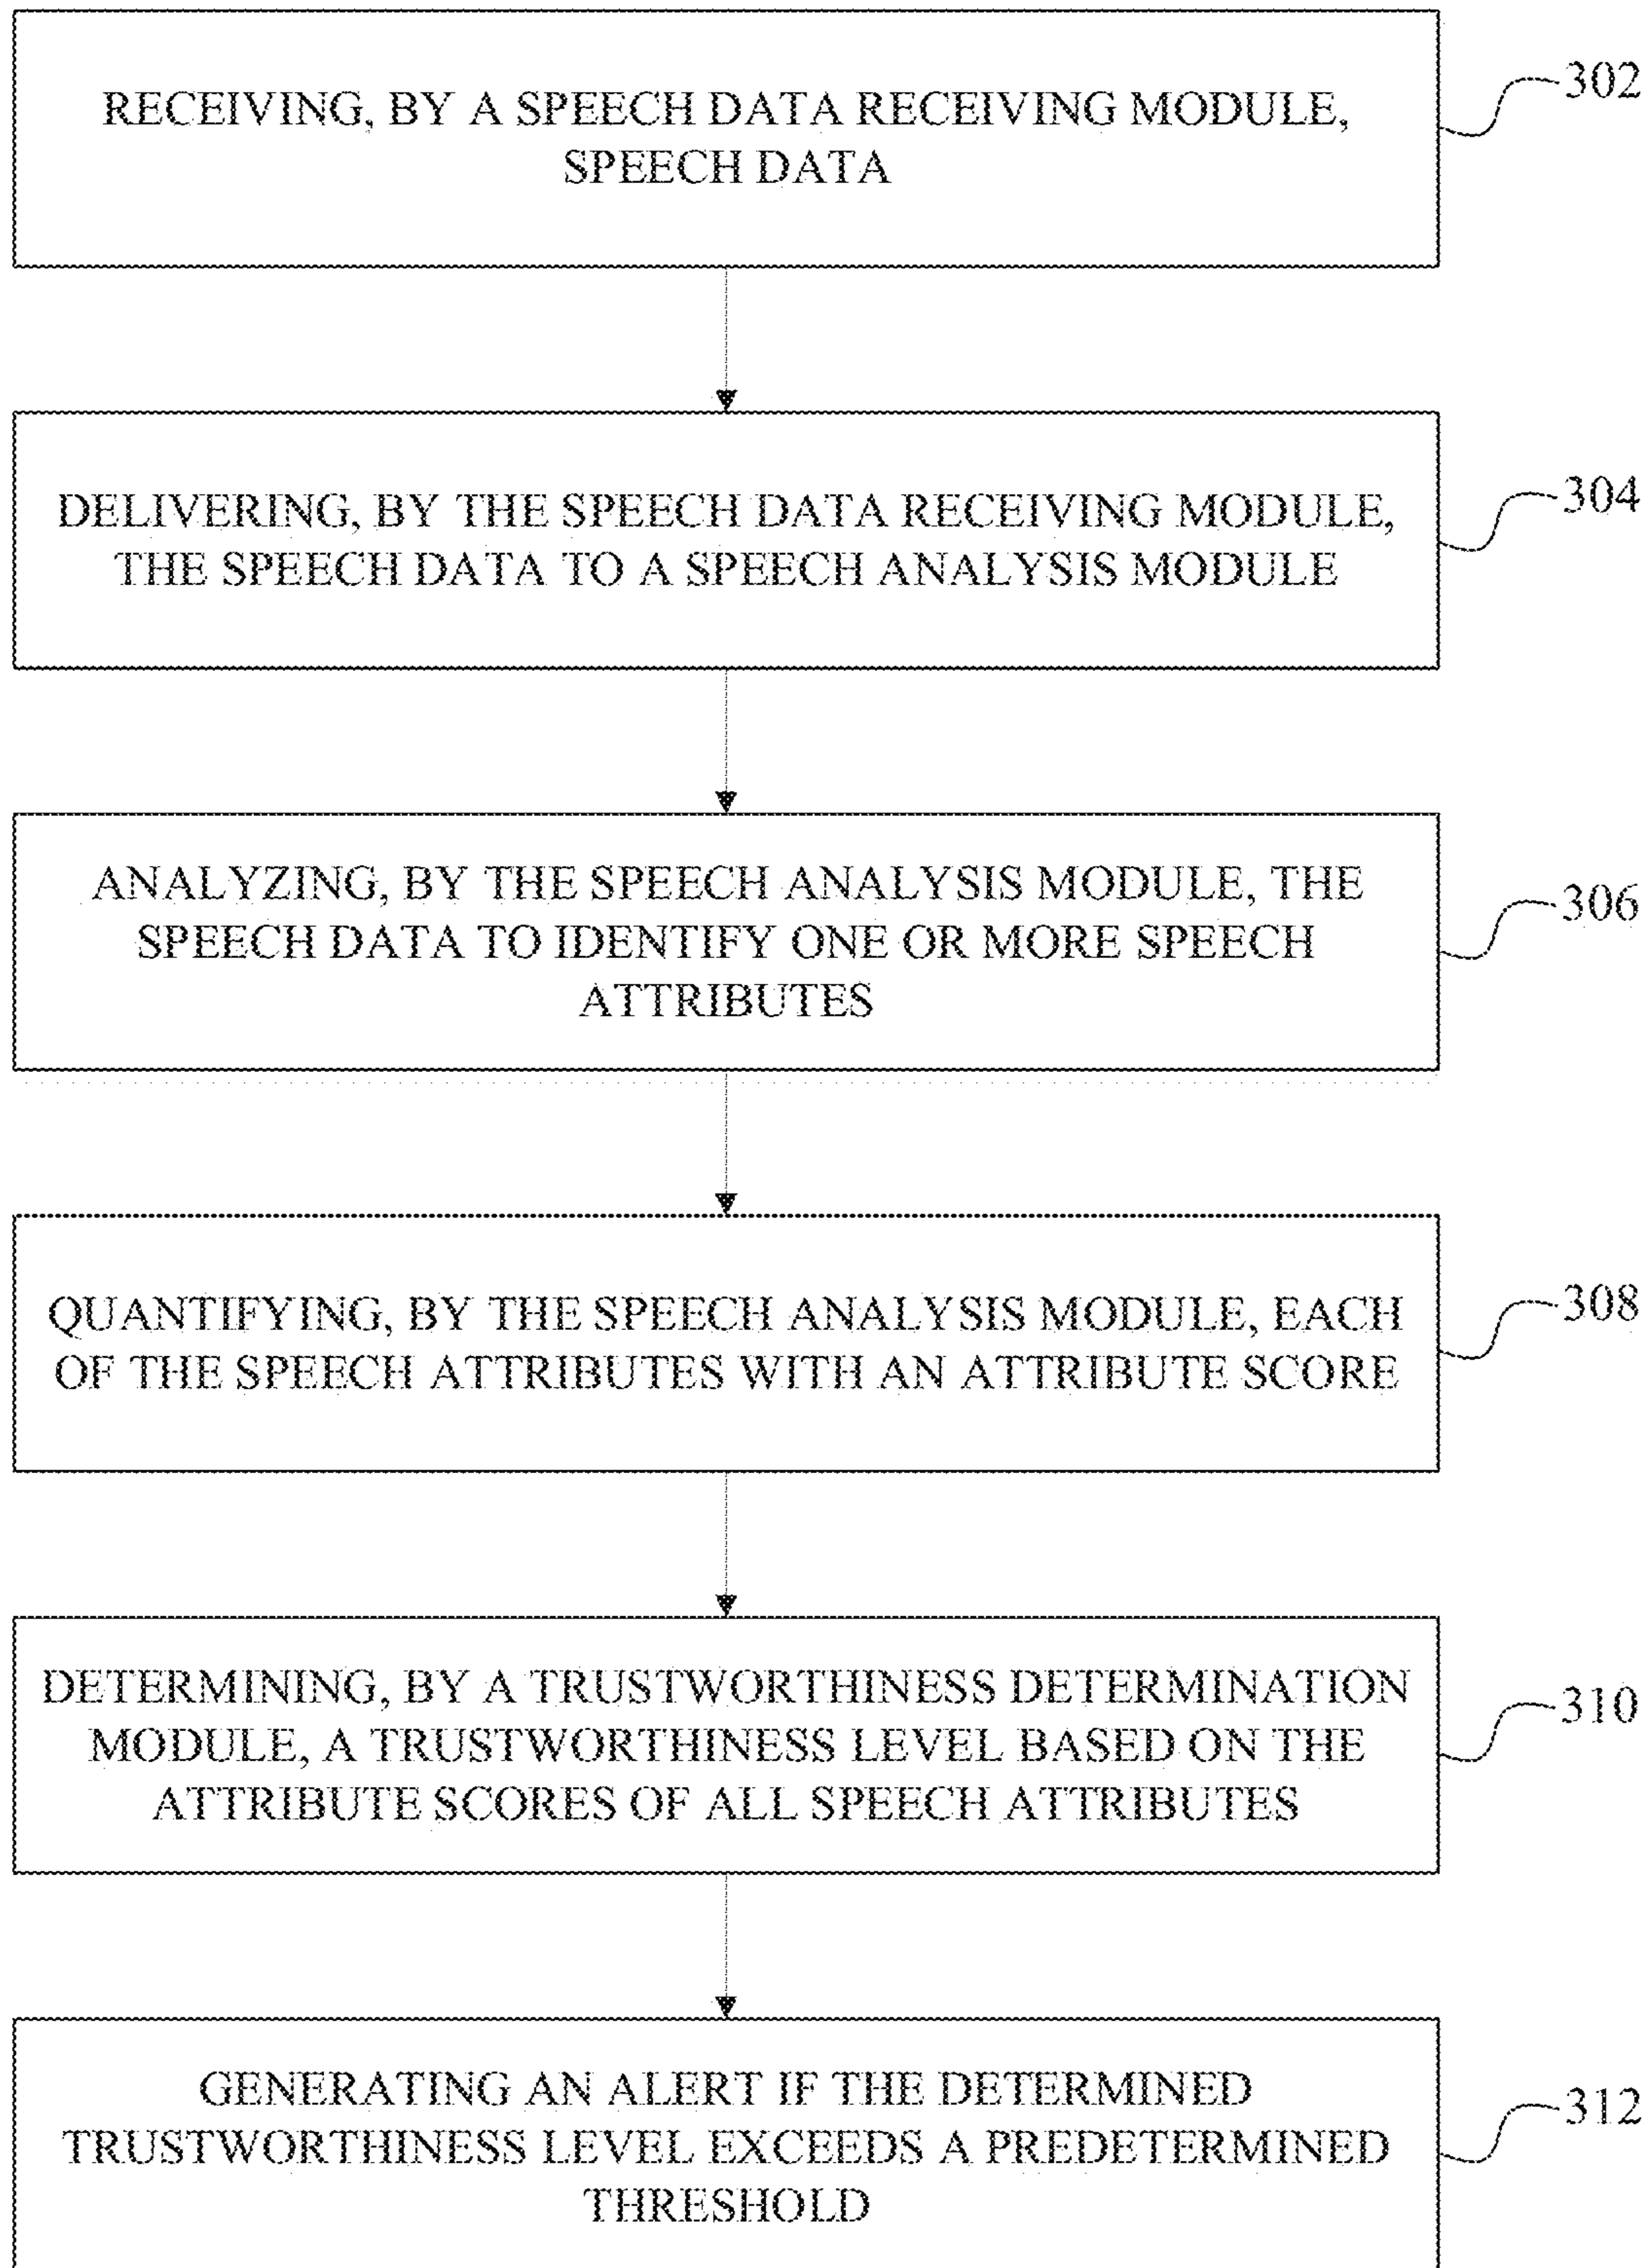 RECEIVING, BY A SPEECH DATA RECEIVING MODULE,
SPEECH DATA
302
DELIVERING, BY THE SPEECH DATA RECEIVING MODULE,
THE SPEECH DATA TO A SPEECH ANALYSIS MODULE
304
ANALYZING, BY THE SPEECH ANALYSIS MODULE, THE
SPEECH DATA TO IDENTIFY ONE OR MORE SPEECH
ATTRIBUTES
306
QUANTIFYING, BY THE SPEECH ANALYSIS MODULE, EACH
OF THE SPEECH ATTRIBUTES WITH AN ATTRIBUTE SCORE
308
DETERMINING, BY A TRUSTWORTHINESS DETERMINATION
MODULE, A TRUSTWORTHINESS LEVEL BASED ON THE
ATTRIBUTE SCORES OF ALL SPEECH ATTRIBUTES
310
GENERATING AN ALERT IF THE DETERMINED
TRUSTWORTHINESS LEVEL EXCEEDS A PREDETERMINED
THRESHOLD
312